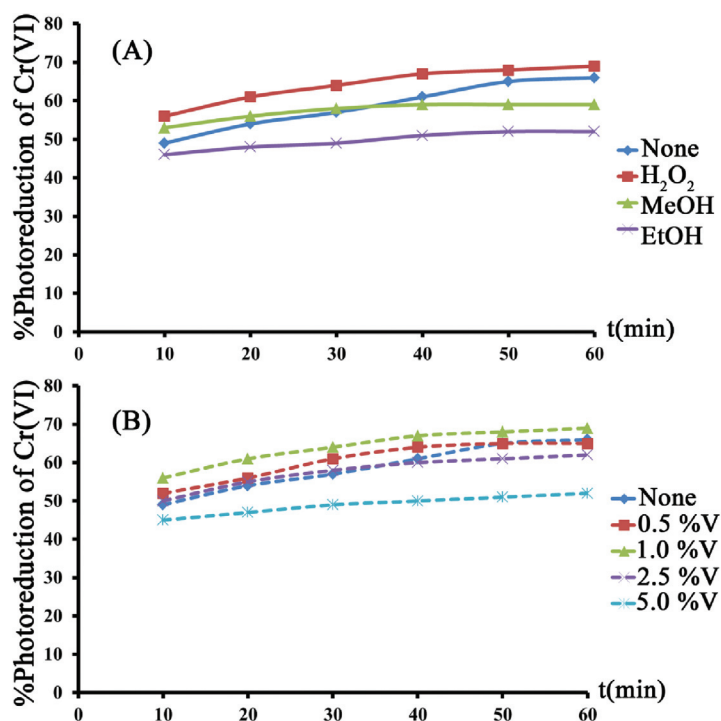 (A)
%Photoreduction of Cr(VI)
80
70
60
50
40
30
20
10
0
0 10 20 30 40 50 60
t(min)
None
H₂O₂
MeOH
EtOH
(B)
%Photoreduction of Cr(VI)
80
70
60
50
40
30
20
10
0
0 10 20 30 40 50 60
t(min)
None
0.5 %V
1.0 %V
2.5 %V
5.0 %V